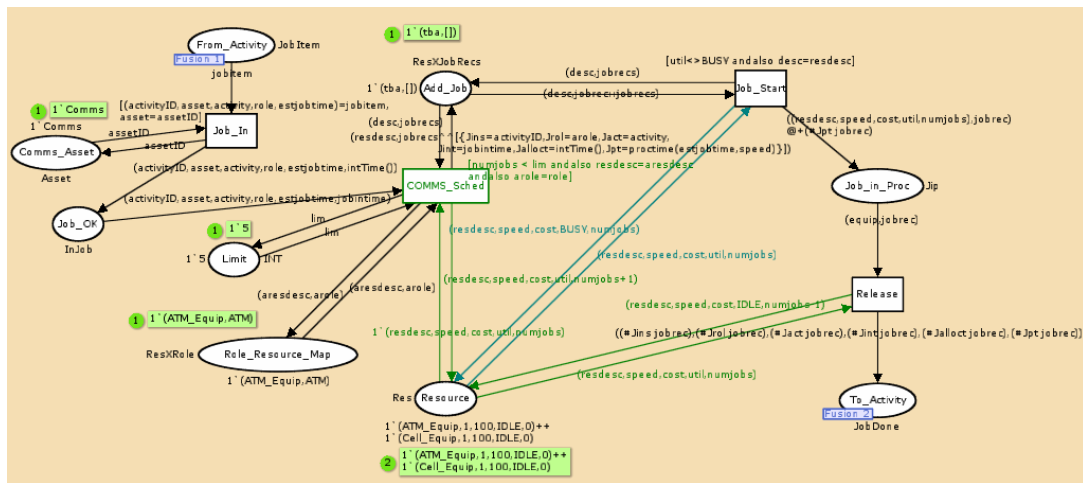 1 1`(tba,[])
From_Activity JobItem
Fusion 1
jobitem
ResXJobRecs
[util<>BUSY andalso desc=resdesc]
1`(tba,[])
Add_Job
(desc,jobrecs)
Job_Start
(desc,jobrec::jobrecs)
1 1`Comms
[(activityID,asset,activity,role,estjobtime)=jobitem,
asset=assetID]
1`Comms
assetID
Job_In
(desc,jobrecs)
((resdesc,speed,cost,util,numjobs),jobrec)
@+(#Jpt jobrec)
Comms_Asset
assetID
(resdesc,jobrecs^^[{Jins=activityID,Jrol=arole,Jact=activity,
Jint=jobintime,Jalloct=intTime(),Jpt=proctime(estjobtime,speed)}])
Asset
(activityID,asset,activity,role,estjobtime,intTime())
[numjobs < lim andalso resdesc=aresdesc
andalso arole=role]
COMMS_Sched
Job_in_Proc Jip
(activityID,asset,activity,role,estjobtime,jobintime)
Job_OK
InJob
lim
lim
(equip,jobrec)
1 1`5
1`5 Limit INT
(resdesc,speed,cost,BUSY,numjobs)
(resdesc,speed,cost,util,numjobs)
(resdesc,speed,cost,util,numjobs+1)
(aresdesc,arole)
(aresdesc,arole)
Release
(resdesc,speed,cost,IDLE,numjobs-1)
1 1`(ATM_Equip,ATM)
1`(resdesc,speed,cost,util,numjobs)
((#Jins jobrec),(#Jrol jobrec),(#Jact jobrec),(#Jint jobrec),(#Jalloct jobrec),(#Jpt jobrec))
ResXRole Role_Resource_Map
(resdesc,speed,cost,util,numjobs)
1`(ATM_Equip,ATM)
Res Resource
To_Activity
Fusion 2
JobDone
1`(ATM_Equip,1,100,IDLE,0)++
1`(Cell_Equip,1,100,IDLE,0)
2 1`(ATM_Equip,1,100,IDLE,0)++
1`(Cell_Equip,1,100,IDLE,0)